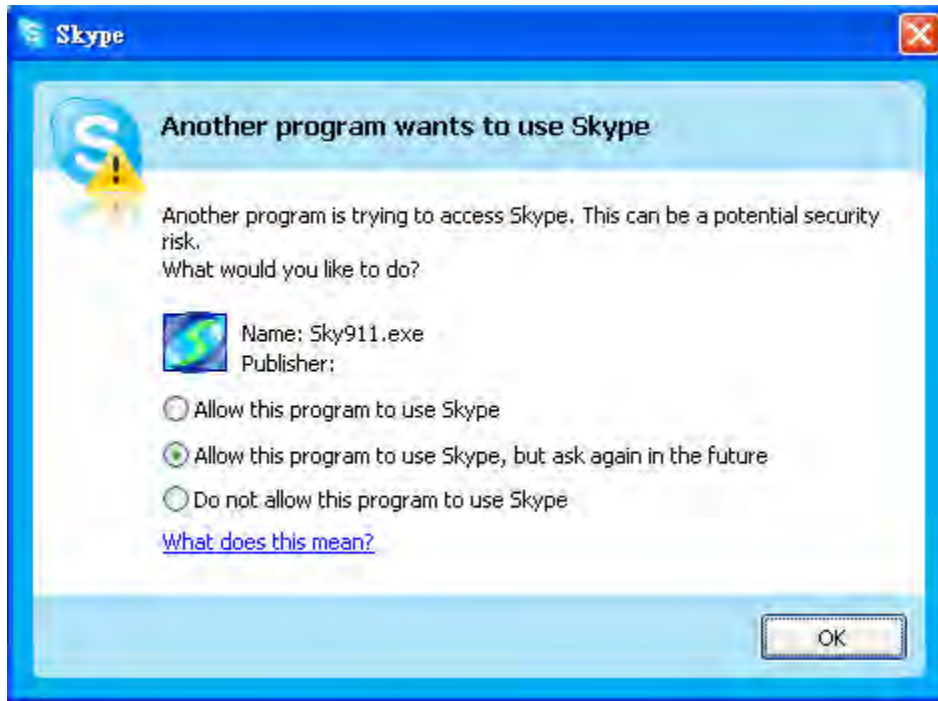 Skype
Another program wants to use Skype
Another program is trying to access Skype. This can be a potential security
risk.
What would you like to do?
Name: Sky911.exe
Publisher:
Allow this program to use Skype
Allow this program to use Skype, but ask again in the future
Do not allow this program to use Skype
What does this mean?
OK